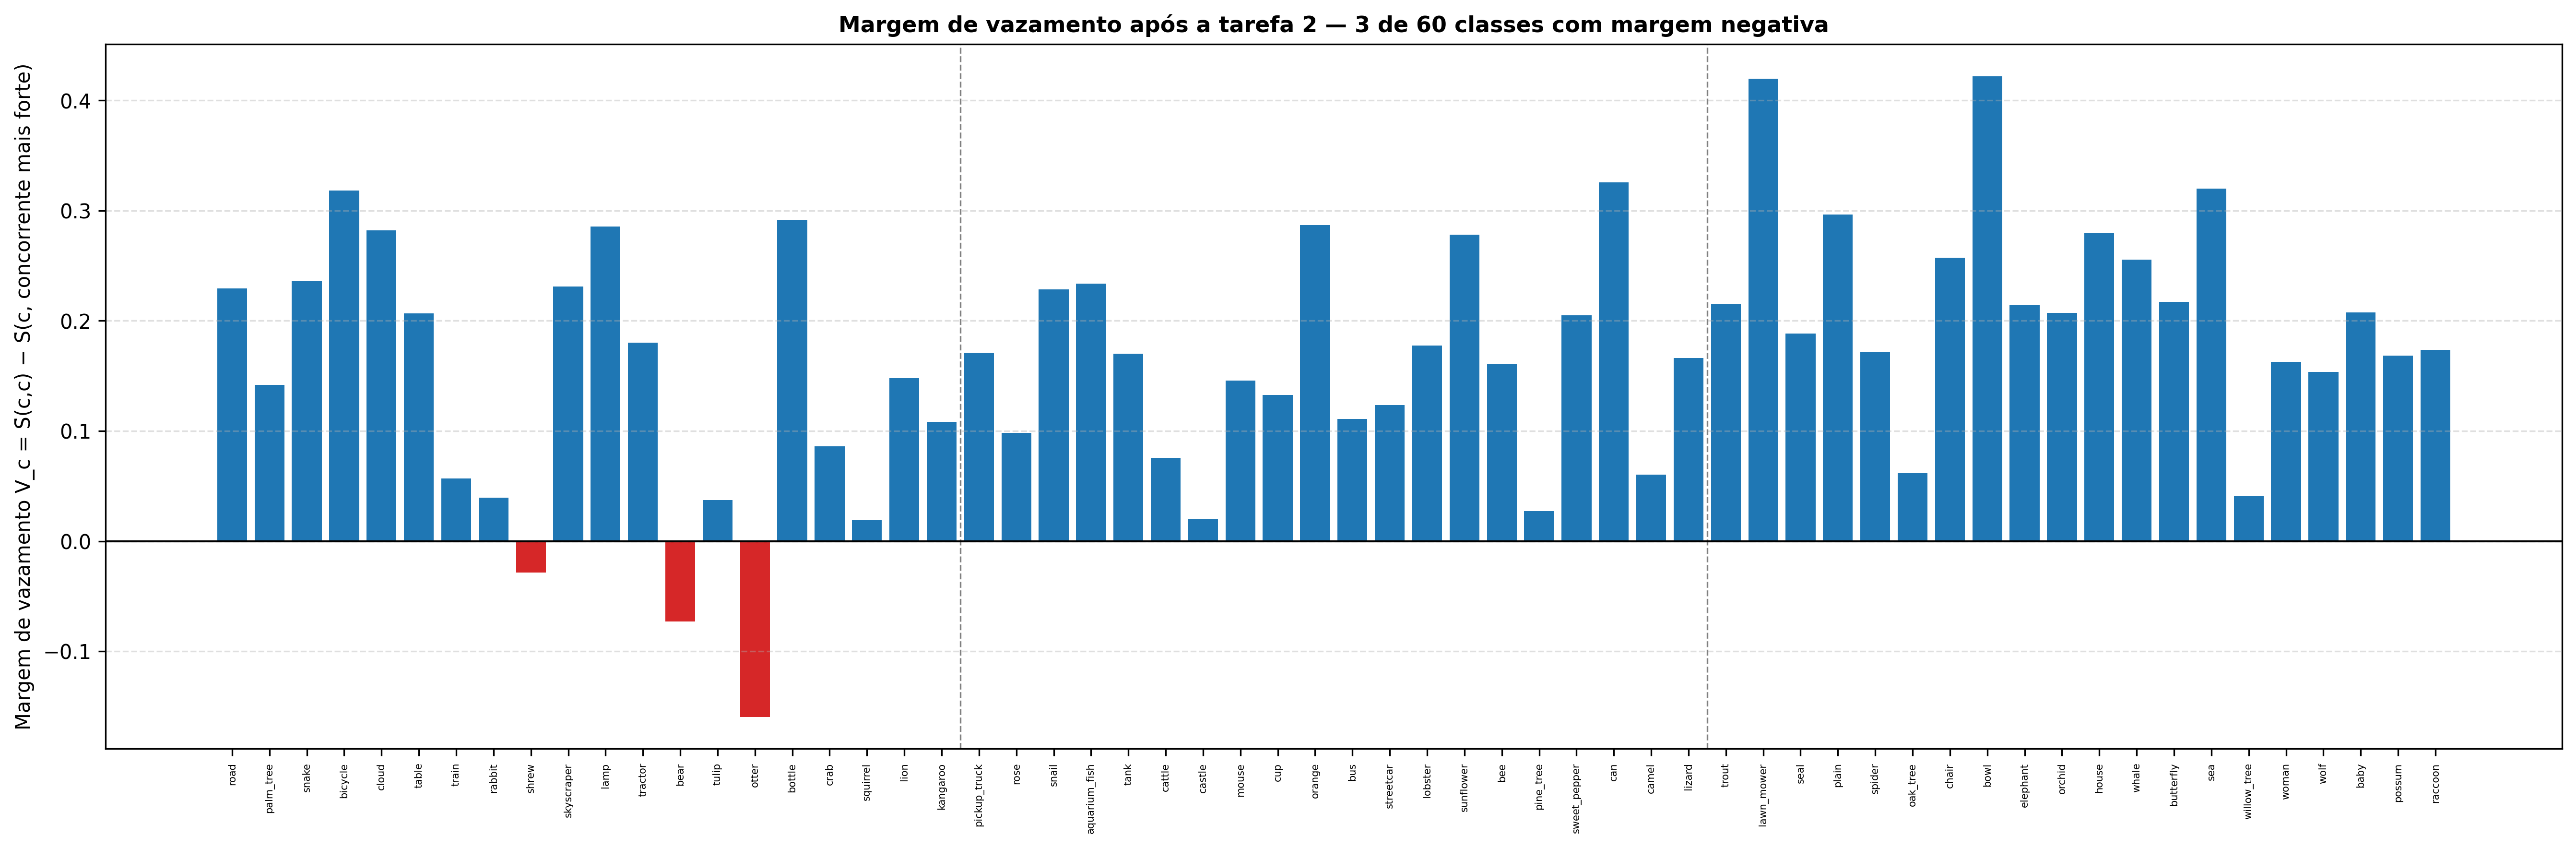 Margem de vazamento após a tarefa 2 — 3 de 60 classes com margem negativa
Margem de vazamento V_c = S(c,c) − S(c, concorrente mais forte)
0.4
0.3
0.2
0.1
0.0
−0.1
road
palm_tree
snake
bicycle
cloud
table
train
rabbit
shrew
skyscraper
lamp
tractor
bear
tulip
otter
bottle
crab
squirrel
lion
kangaroo
pickup_truck
rose
snail
aquarium_fish
tank
cattle
castle
mouse
cup
orange
bus
streetcar
lobster
sunflower
bee
pine_tree
sweet_pepper
can
camel
lizard
trout
lawn_mower
seal
plain
spider
oak_tree
chair
bowl
elephant
orchid
house
whale
butterfly
sea
willow_tree
woman
wolf
baby
possum
raccoon